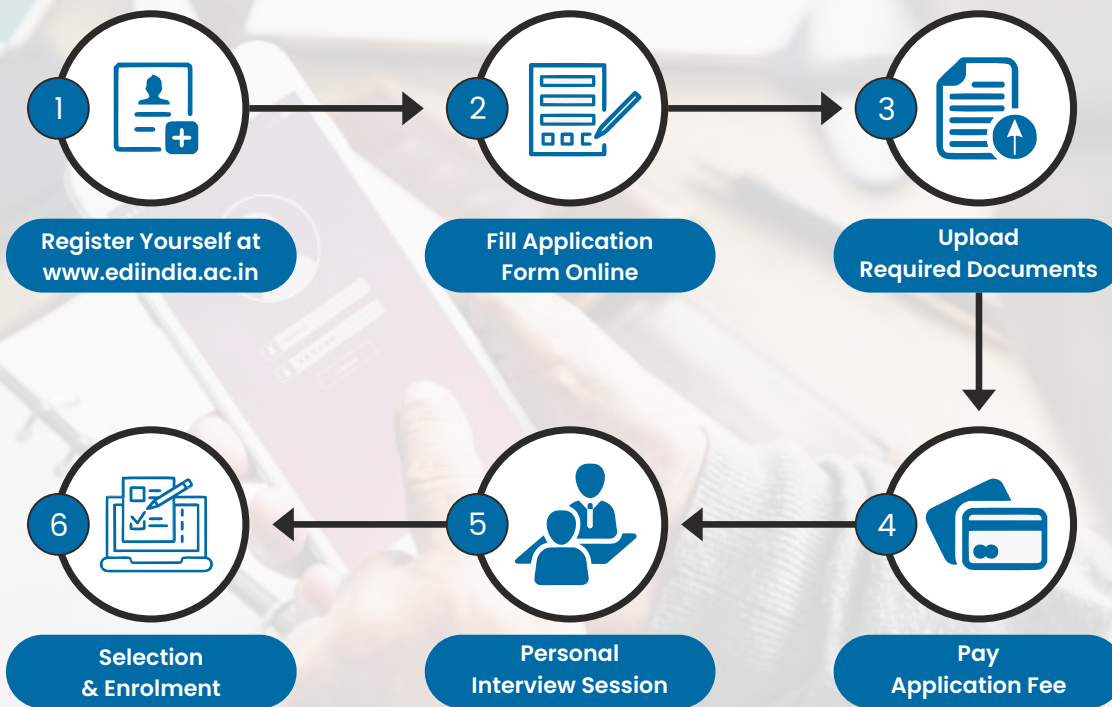 1
Register Yourself at
www.ediindia.ac.in
2
Fill Application
Form Online
3
Upload
Required Documents
4
Pay
Application Fee
5
Personal
Interview Session
6
Selection
& Enrolment